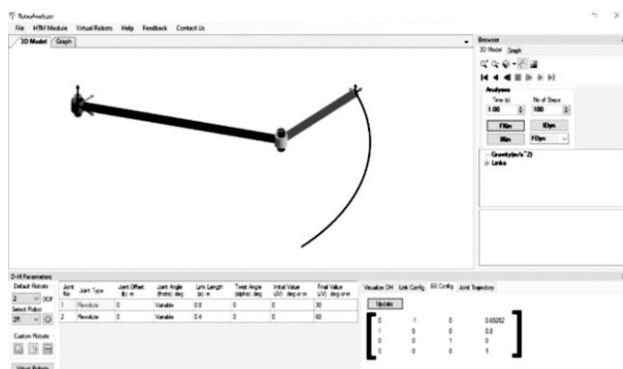 RoboAnalyzer
File HTM Module Virtual Robots Help Feedback Contact Us
3D Model Graph
Browser
3D Model Graph
Analyses
Time (s) No of Steps
1.00 100
FKin IDyn
IKin FDyn
Gravity(m/s^2)
Links
D-H Parameters
Default Robots
2 DOF
Select Robot
2R
Custom Robots
Virtual Robots
Joint No Joint Type Joint Offset (b) m Joint Angle (theta) deg Link Length (a) m Twist Angle (alpha) deg Initial Value (JV) deg or m Final Value (JV) deg or m
1 Revolute 0 Variable 0.8 0 0 30
2 Revolute 0 Variable 0.4 0 0 60
Visualize DH Link Config EE Config Joint Trajectory
Update
0 -1 0 0.69282
1 0 0 0.8
0 0 1 0
0 0 0 1